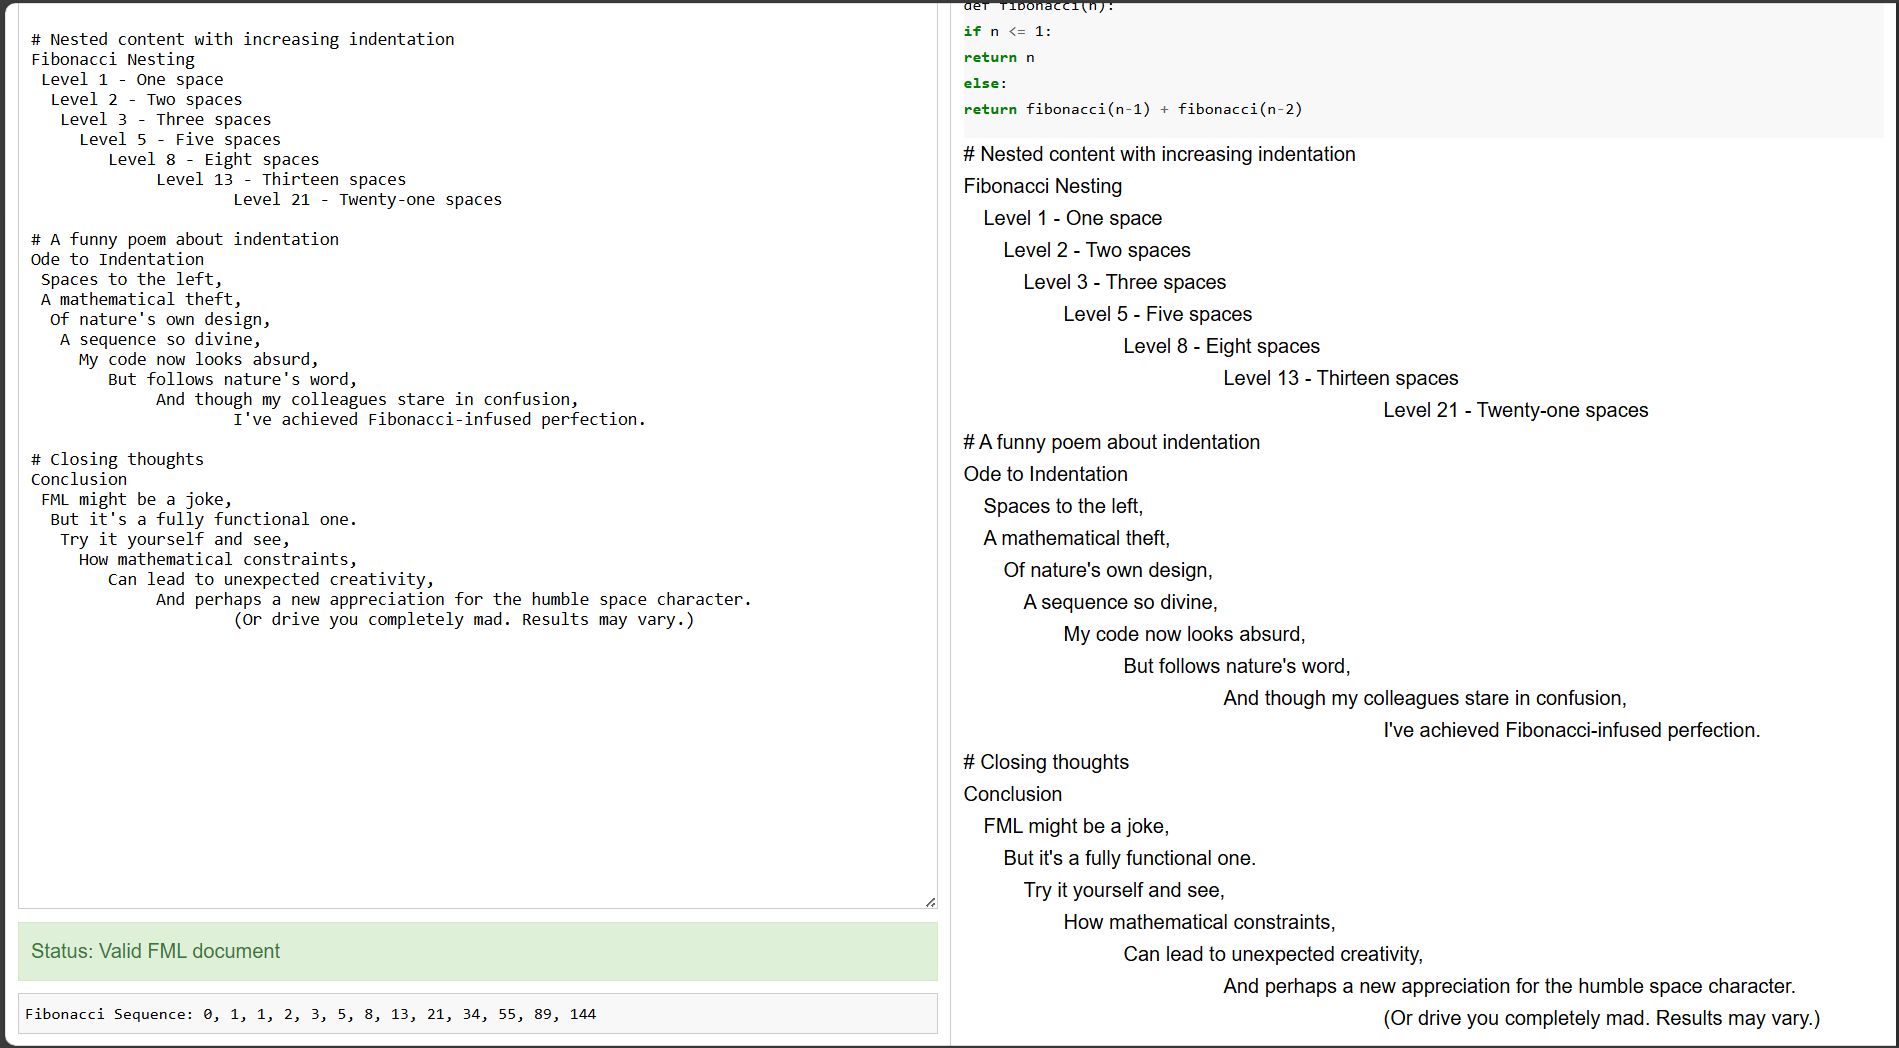 # Nested content with increasing indentation
Fibonacci Nesting
 Level 1 - One space
  Level 2 - Two spaces
   Level 3 - Three spaces
     Level 5 - Five spaces
        Level 8 - Eight spaces
             Level 13 - Thirteen spaces
                     Level 21 - Twenty-one spaces

# A funny poem about indentation
Ode to Indentation
 Spaces to the left,
 A mathematical theft,
  Of nature's own design,
   A sequence so divine,
     My code now looks absurd,
        But follows nature's word,
             And though my colleagues stare in confusion,
                     I've achieved Fibonacci-infused perfection.

# Closing thoughts
Conclusion
 FML might be a joke,
  But it's a fully functional one.
   Try it yourself and see,
     How mathematical constraints,
        Can lead to unexpected creativity,
             And perhaps a new appreciation for the humble space character.
                     (Or drive you completely mad. Results may vary.)
Status: Valid FML document
Fibonacci Sequence: 0, 1, 1, 2, 3, 5, 8, 13, 21, 34, 55, 89, 144
def fibonacci(n):
if n <= 1:
return n
else:
return fibonacci(n-1) + fibonacci(n-2)
# Nested content with increasing indentation
Fibonacci Nesting
 Level 1 - One space
  Level 2 - Two spaces
   Level 3 - Three spaces
     Level 5 - Five spaces
        Level 8 - Eight spaces
             Level 13 - Thirteen spaces
                     Level 21 - Twenty-one spaces
# A funny poem about indentation
Ode to Indentation
 Spaces to the left,
 A mathematical theft,
  Of nature's own design,
   A sequence so divine,
     My code now looks absurd,
        But follows nature's word,
             And though my colleagues stare in confusion,
                     I've achieved Fibonacci-infused perfection.
# Closing thoughts
Conclusion
 FML might be a joke,
  But it's a fully functional one.
   Try it yourself and see,
     How mathematical constraints,
        Can lead to unexpected creativity,
             And perhaps a new appreciation for the humble space character.
                     (Or drive you completely mad. Results may vary.)